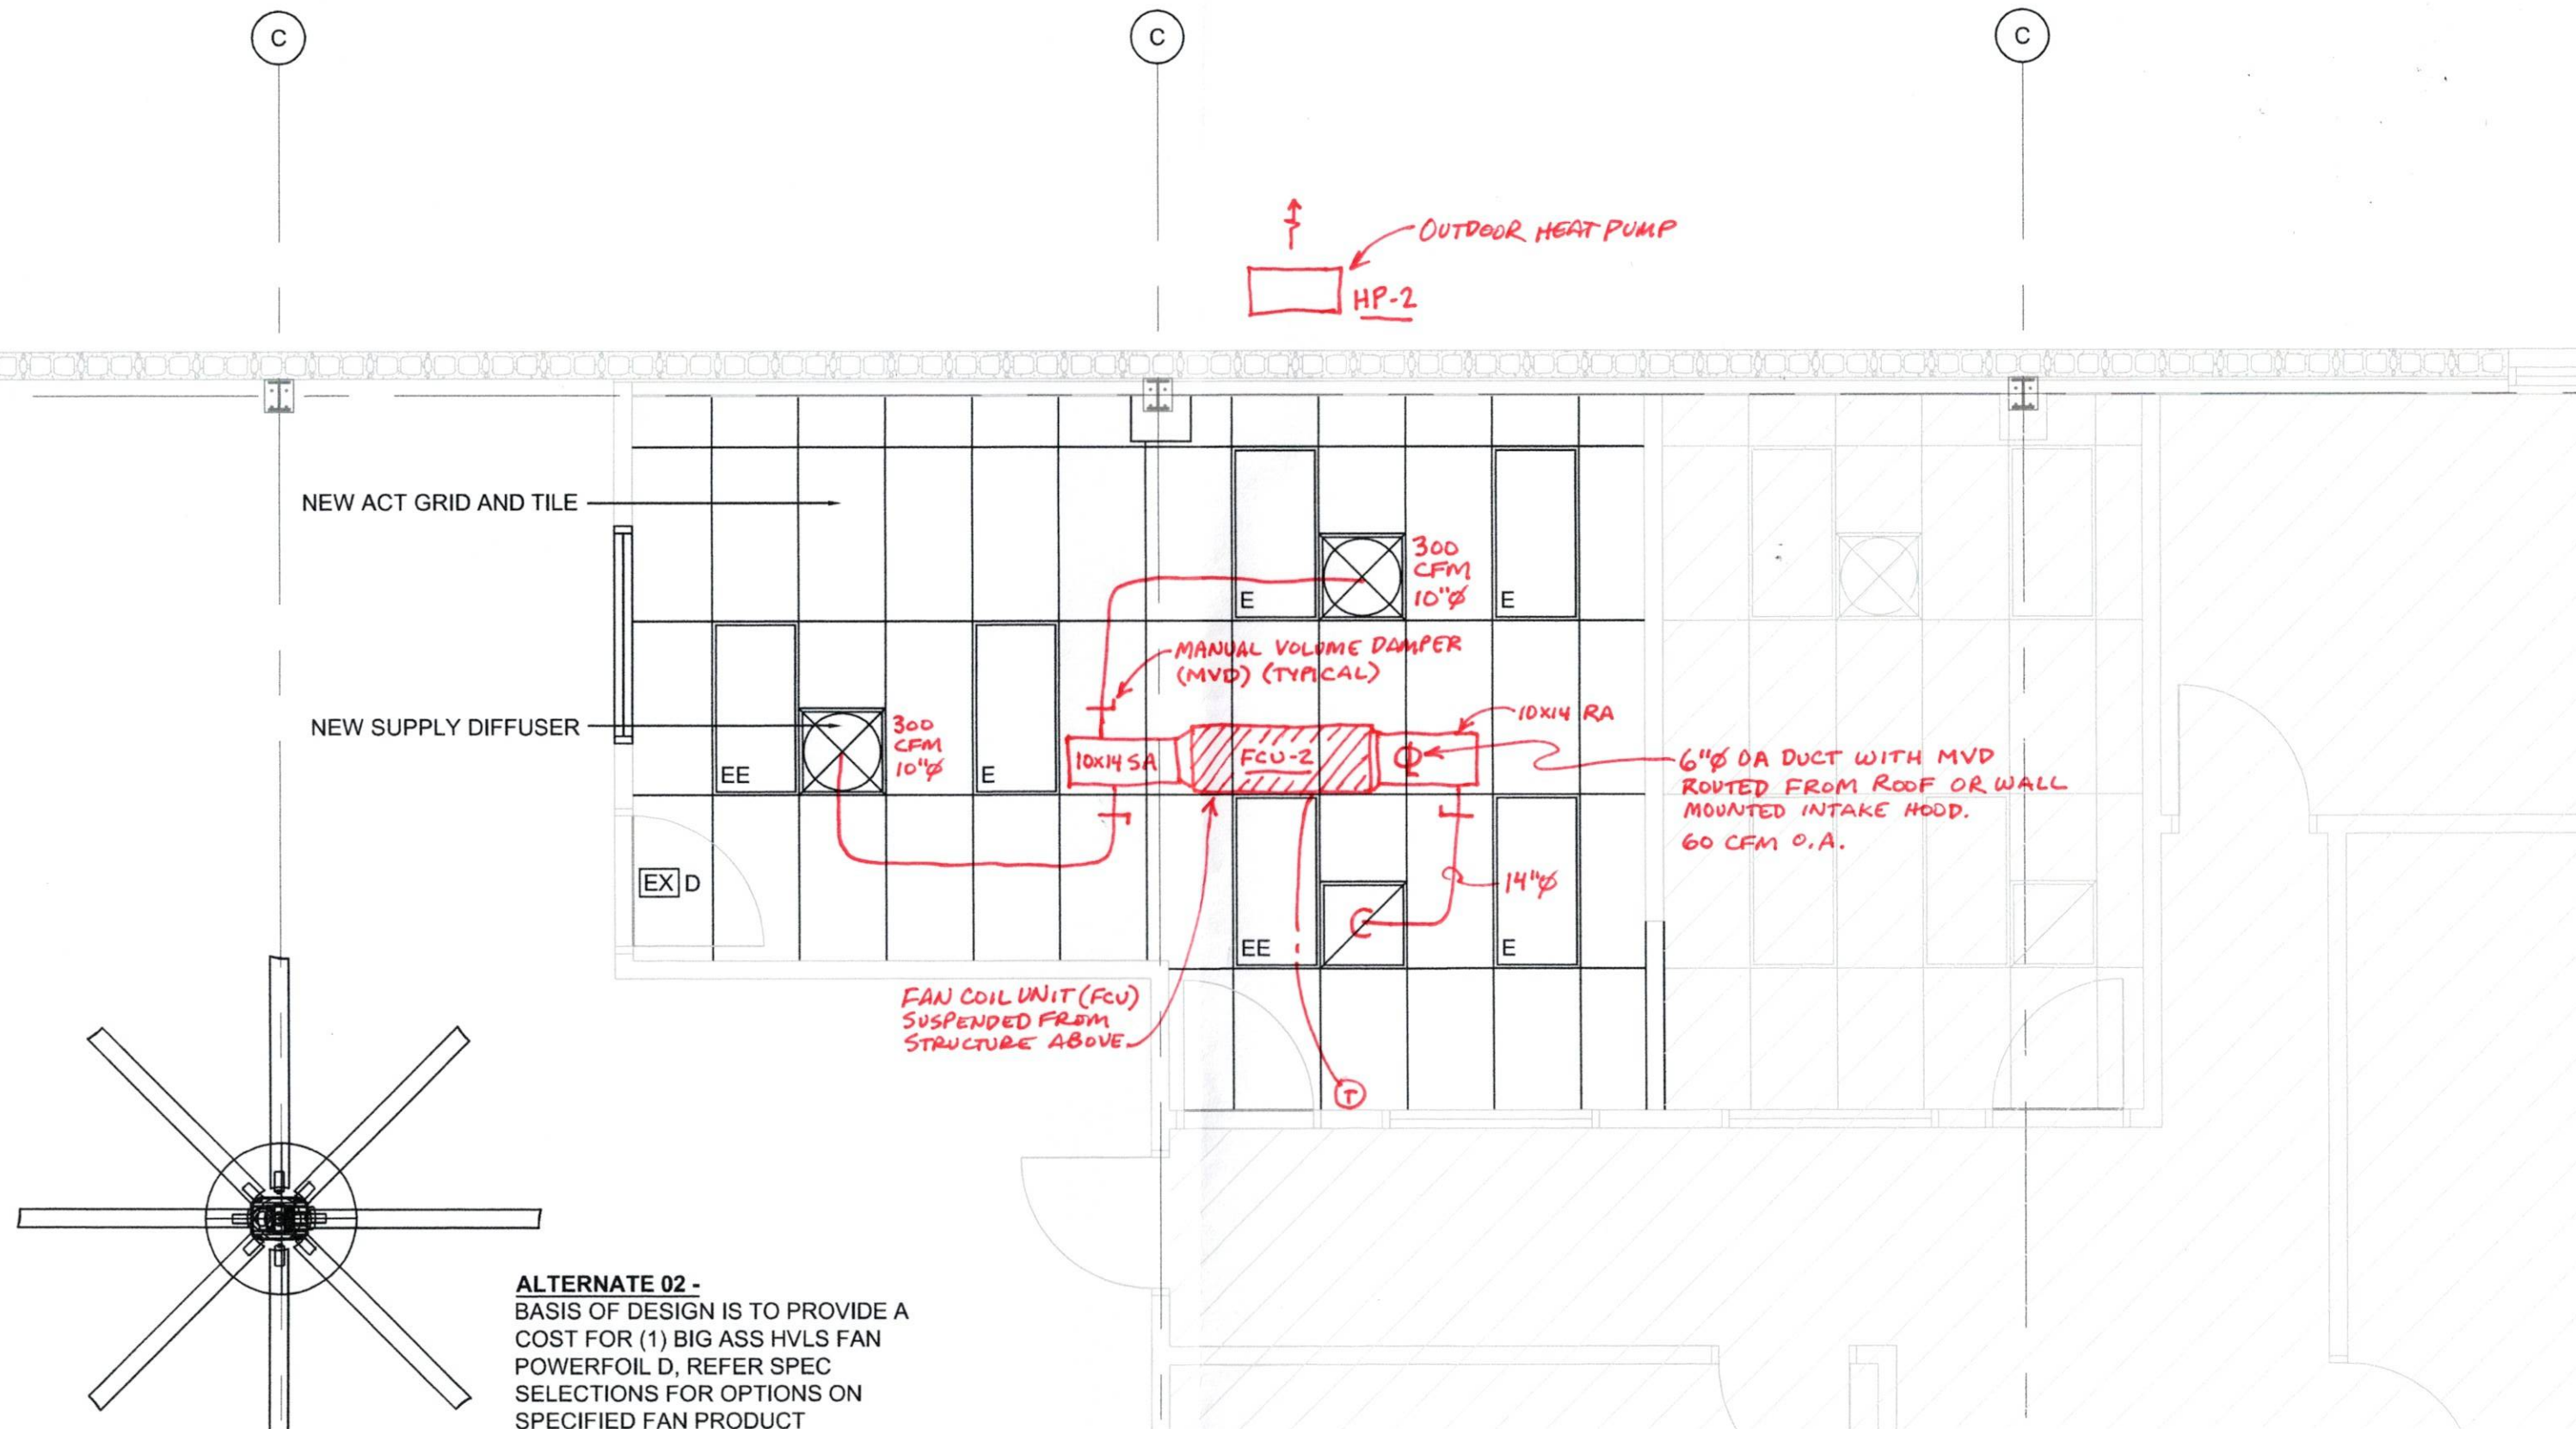 C
C
C
OUTDOOR HEAT PUMP
HP-2
NEW ACT GRID AND TILE
300
CFM
10"Ø
E
E
MANUAL VOLUME DAMPER
(MVD) (TYPICAL)
NEW SUPPLY DIFFUSER
300
CFM
10"Ø
EE
E
10X14 SA
FCU-2
10X14 RA
6"Ø OA DUCT WITH MVD
ROUTED FROM ROOF OR WALL
MOUNTED INTAKE HOOD.
60 CFM O.A.
EX D
14"Ø
EE
E
FAN COIL UNIT (FCU)
SUSPENDED FROM
STRUCTURE ABOVE
T
ALTERNATE 02 -
BASIS OF DESIGN IS TO PROVIDE A
COST FOR (1) BIG ASS HVLS FAN
POWERFOIL D, REFER SPEC
SELECTIONS FOR OPTIONS ON
SPECIFIED FAN PRODUCT